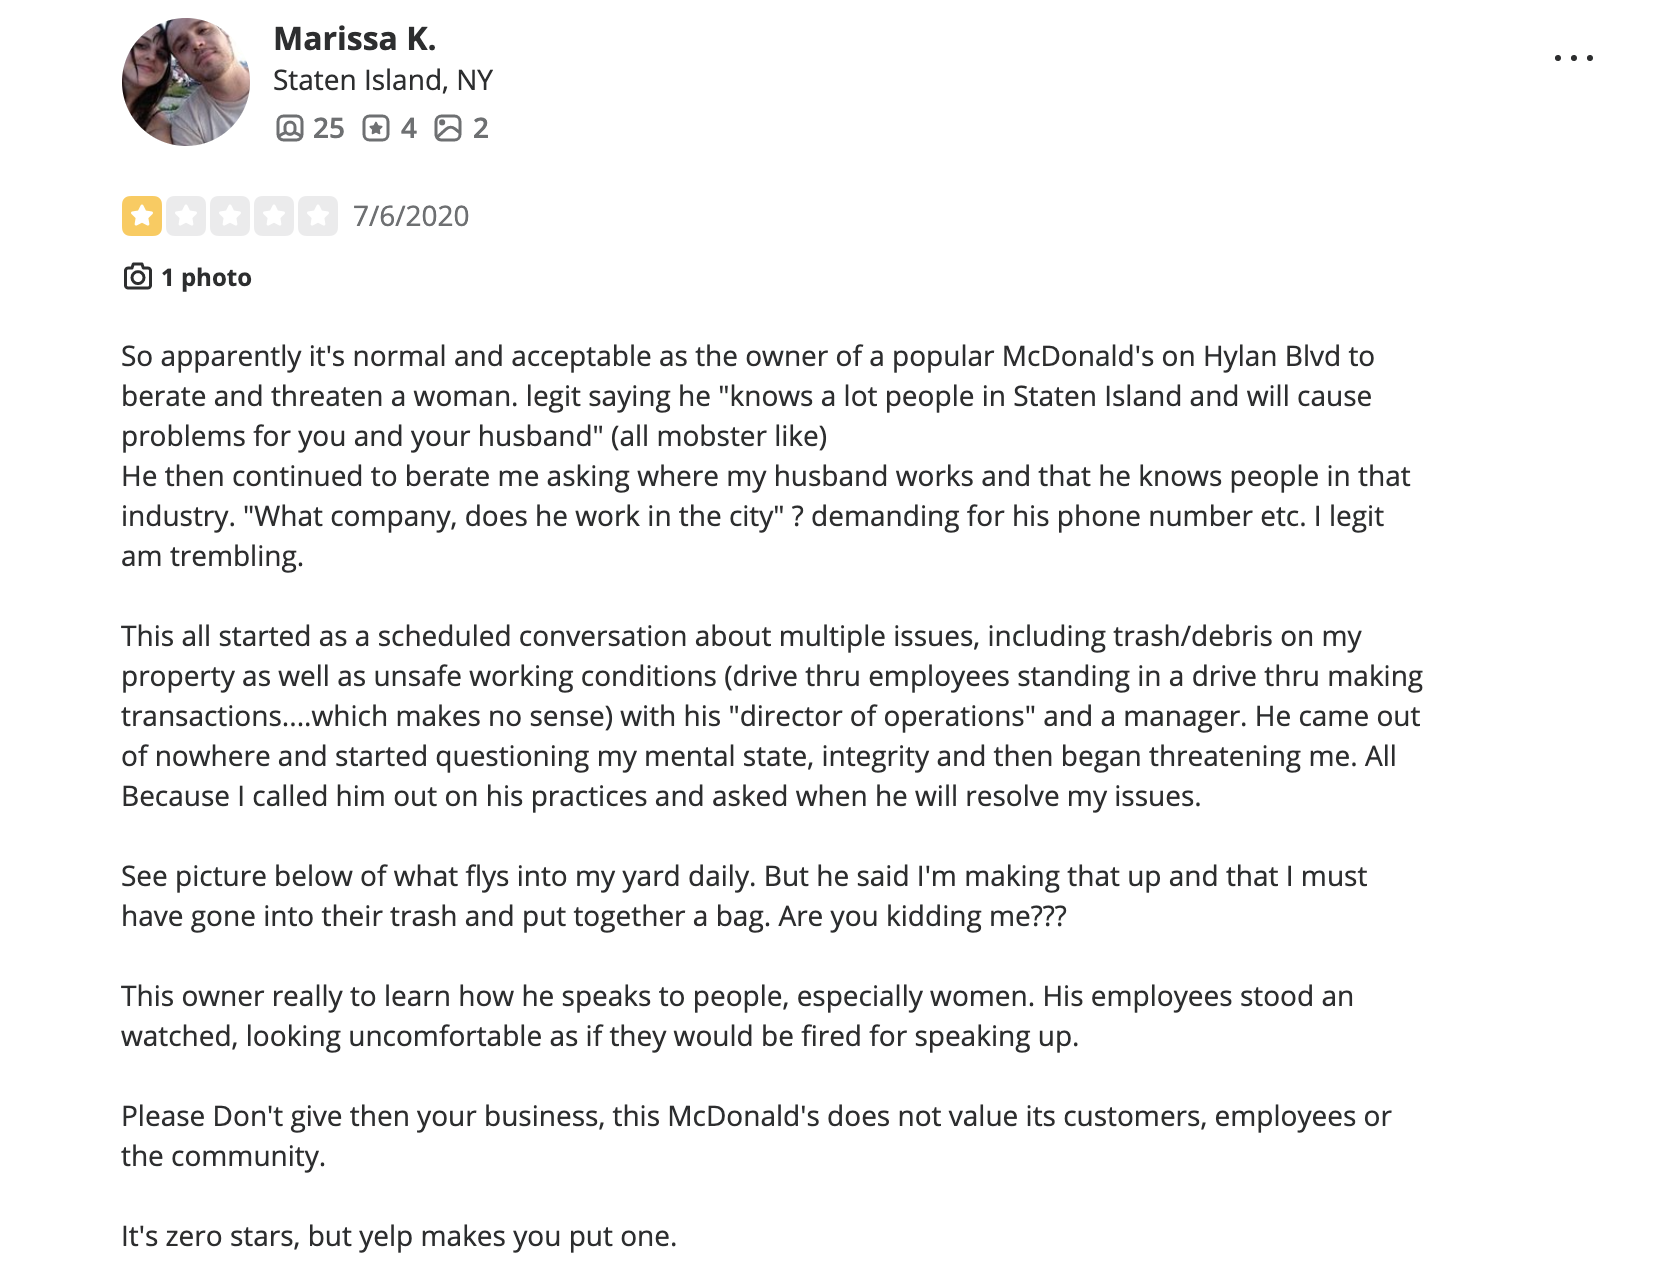 Marissa K.
Staten Island, NY
25 4 2
7/6/2020
1 photo
So apparently it's normal and acceptable as the owner of a popular McDonald's on Hylan Blvd to
berate and threaten a woman. legit saying he "knows a lot people in Staten Island and will cause
problems for you and your husband" (all mobster like)
He then continued to berate me asking where my husband works and that he knows people in that
industry. "What company, does he work in the city" ? demanding for his phone number etc. I legit
am trembling.
This all started as a scheduled conversation about multiple issues, including trash/debris on my
property as well as unsafe working conditions (drive thru employees standing in a drive thru making
transactions....which makes no sense) with his "director of operations" and a manager. He came out
of nowhere and started questioning my mental state, integrity and then began threatening me. All
Because I called him out on his practices and asked when he will resolve my issues.
See picture below of what flys into my yard daily. But he said I'm making that up and that I must
have gone into their trash and put together a bag. Are you kidding me???
This owner really to learn how he speaks to people, especially women. His employees stood an
watched, looking uncomfortable as if they would be fired for speaking up.
Please Don't give then your business, this McDonald's does not value its customers, employees or
the community.
It's zero stars, but yelp makes you put one.